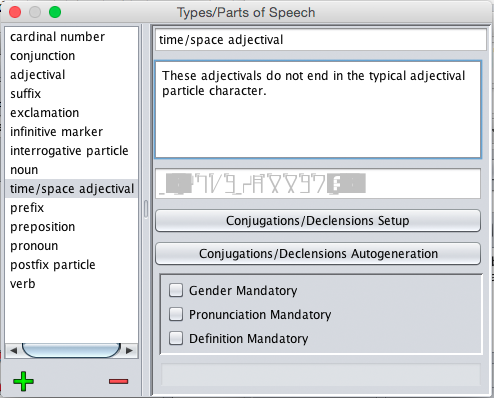 Types/Parts of Speech
cardinal number
conjunction
adjectival
suffix
exclamation
infinitive marker
interrogative particle
noun
time/space adjectival
prefix
preposition
pronoun
postfix particle
verb
time/space adjectival
These adjectivals do not end in the typical adjectival
particle character.
Conjugations/Declensions Setup
Conjugations/Declensions Autogeneration
Gender Mandatory
Pronunciation Mandatory
Definition Mandatory